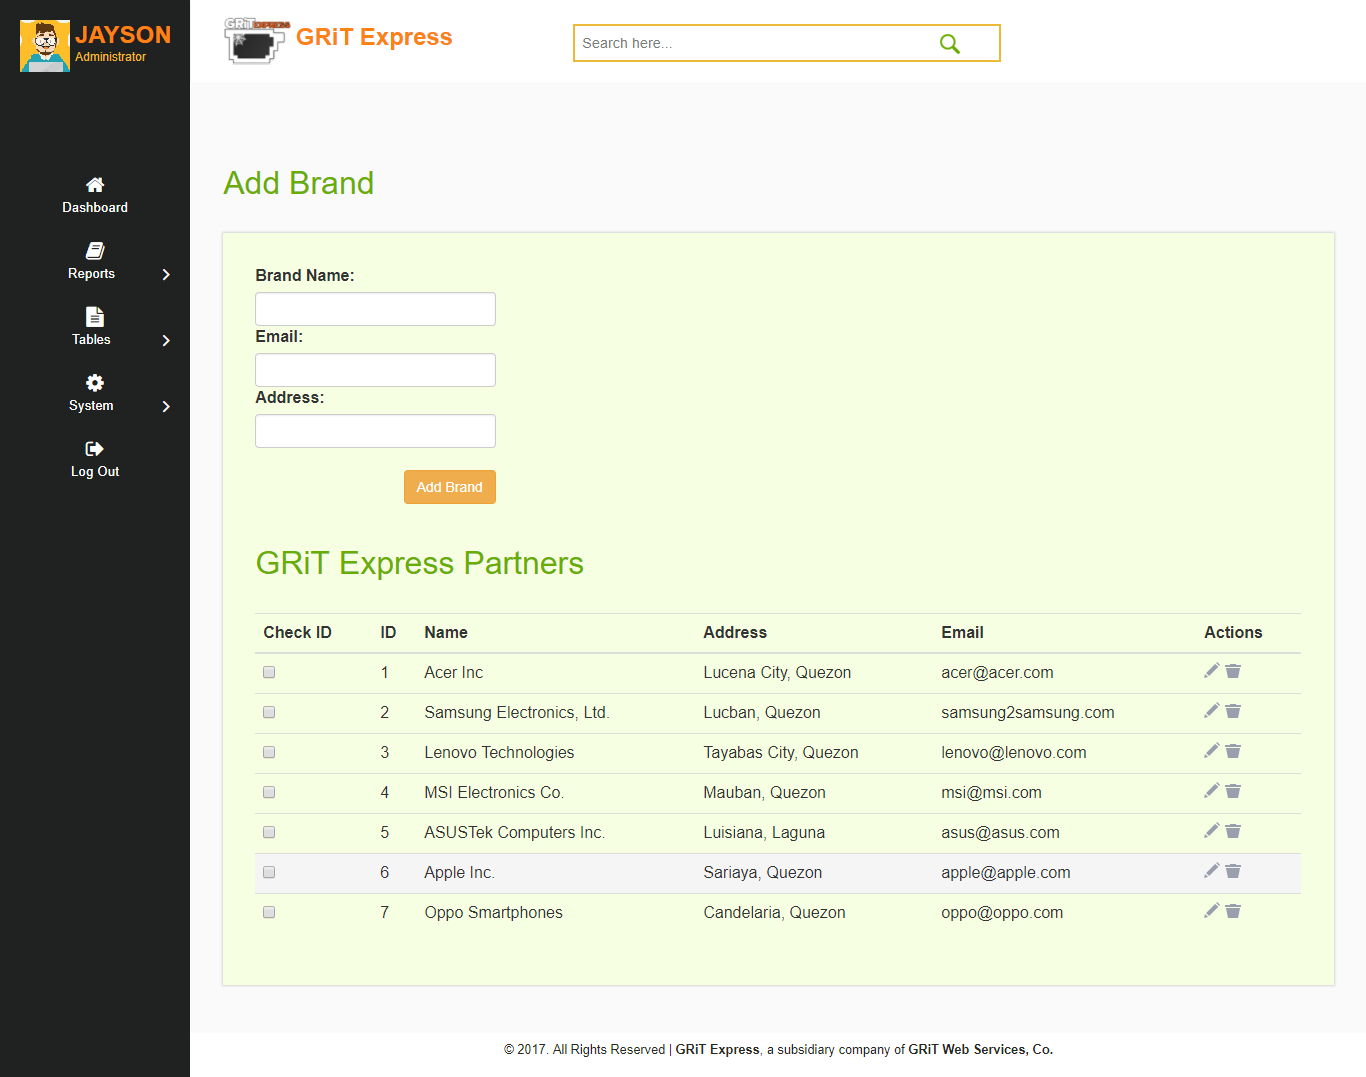 JAYSON
Administrator
GRiT EXPRESS
GRiT Express
Search here...
Dashboard
Reports
Tables
System
Log Out
Add Brand
Brand Name:
Email:
Address:
Add Brand
GRiT Express Partners
Check ID ID Name Address Email Actions
1 Acer Inc Lucena City, Quezon acer@acer.com
2 Samsung Electronics, Ltd. Lucban, Quezon samsung2samsung.com
3 Lenovo Technologies Tayabas City, Quezon lenovo@lenovo.com
4 MSI Electronics Co. Mauban, Quezon msi@msi.com
5 ASUSTek Computers Inc. Luisiana, Laguna asus@asus.com
6 Apple Inc. Sariaya, Quezon apple@apple.com
7 Oppo Smartphones Candelaria, Quezon oppo@oppo.com
© 2017. All Rights Reserved | GRiT Express, a subsidiary company of GRiT Web Services, Co.